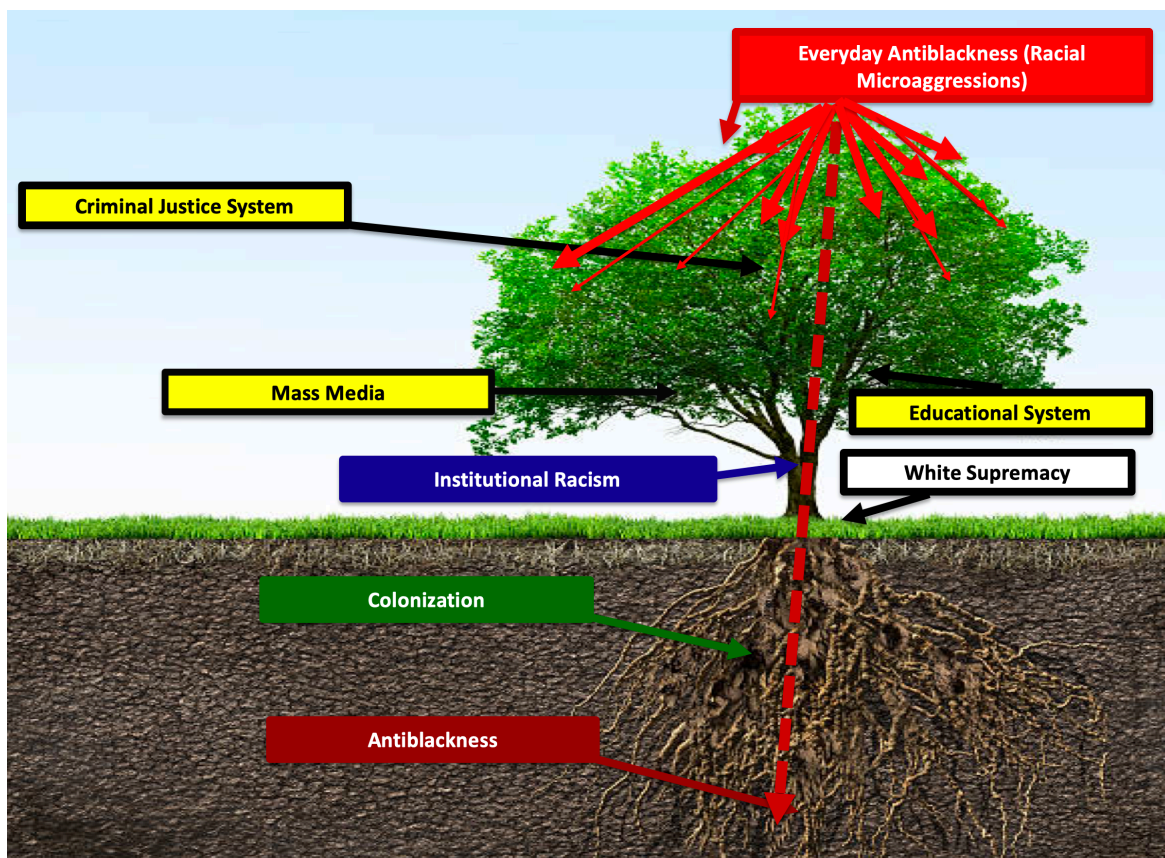 Everyday Antiblackness (Racial
Microaggressions)
Criminal Justice System
Mass Media
Educational System
Institutional Racism
White Supremacy
Colonization
Antiblackness